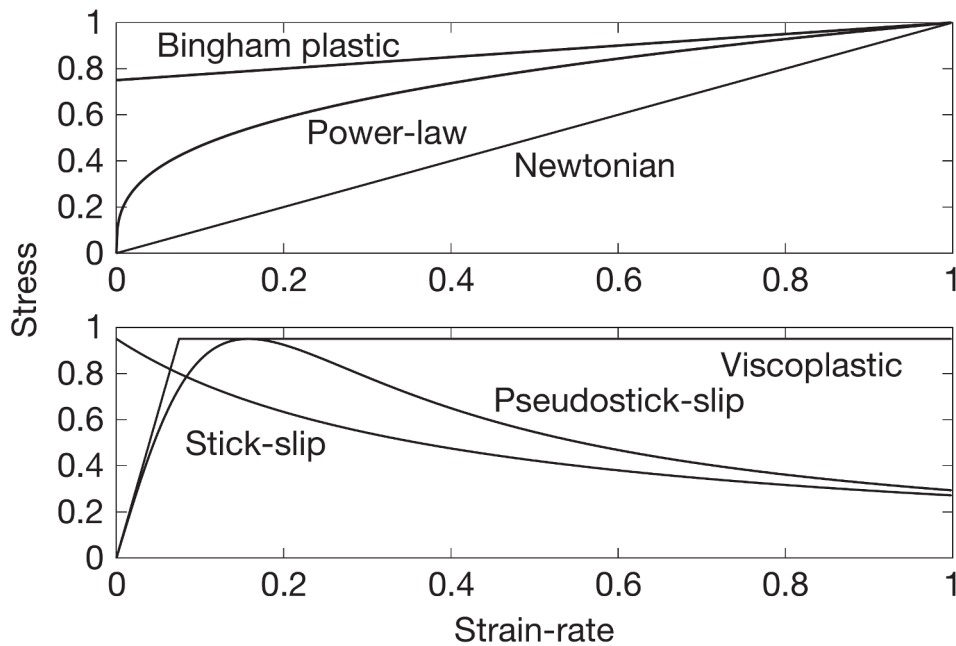 1
Bingham plastic
0.8
0.6
Power-law
Newtonian
0.4
0.2
0
0 0.2 0.4 0.6 0.8 1
Stress
1
Viscoplastic
0.8
Pseudostick-slip
0.6
Stick-slip
0.4
0.2
0
0 0.2 0.4 0.6 0.8 1
Strain-rate